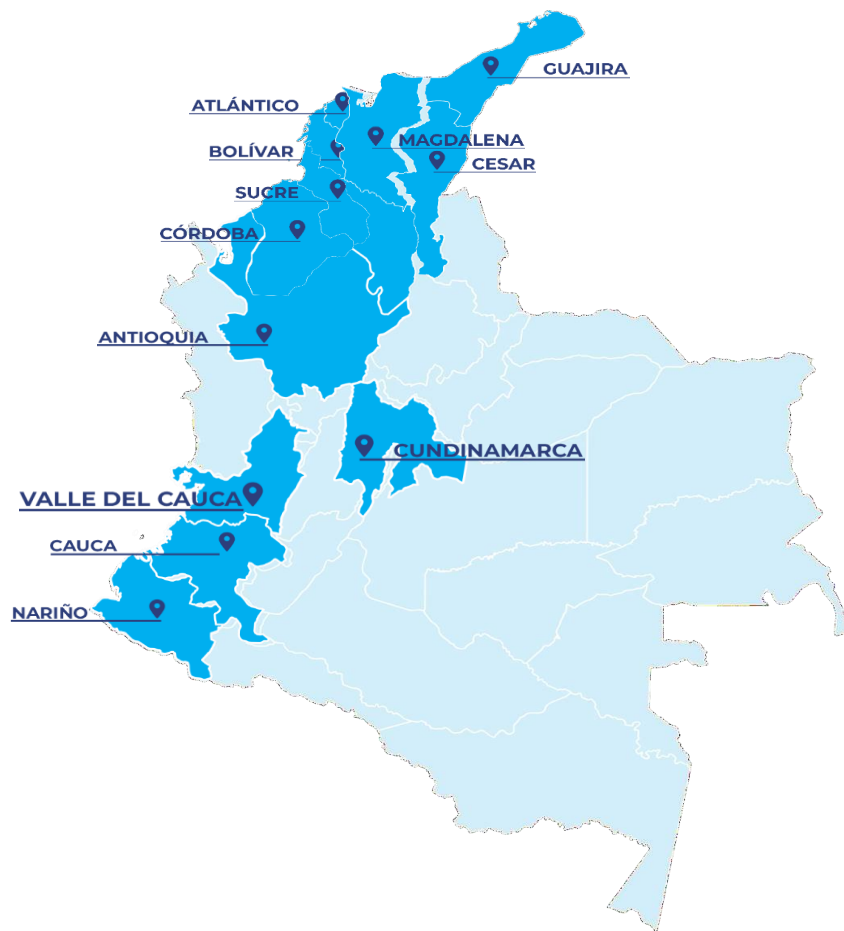 GUAJIRA
ATLÁNTICO
MAGDALENA
BOLÍVAR
CESAR
SUCRE
CÓRDOBA
ANTIOQUIA
CUNDINAMARCA
VALLE DEL CAUCA
CAUCA
NARIÑO